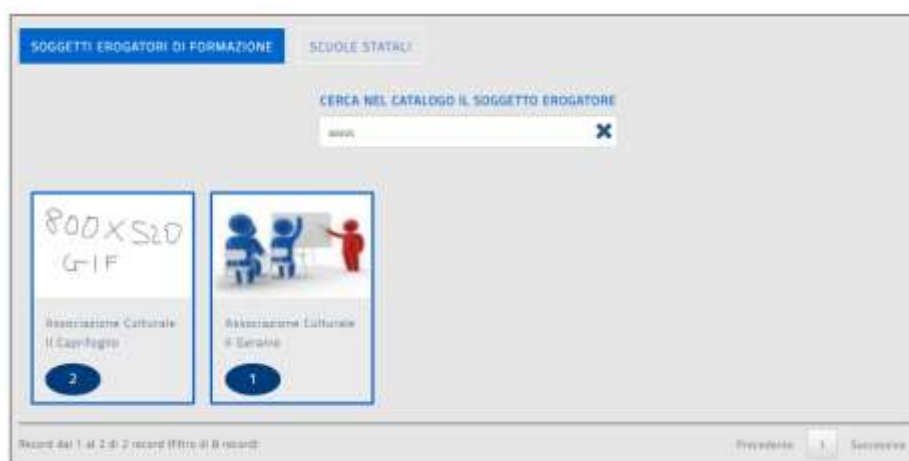 SOGGETTI EROGATORI DI FORMAZIONE
SCUOLE STATALI
CERCA NEL CATALOGO IL SOGGETTO EROGATORE
800 X 520
GIF
Associazione Culturale
Il Caprifoglio
2
Associazione Culturale
Il Geranio
1
Record dal 1 al 2 di 2 record (filtro di 8 record)
Precedente 1 Successiva